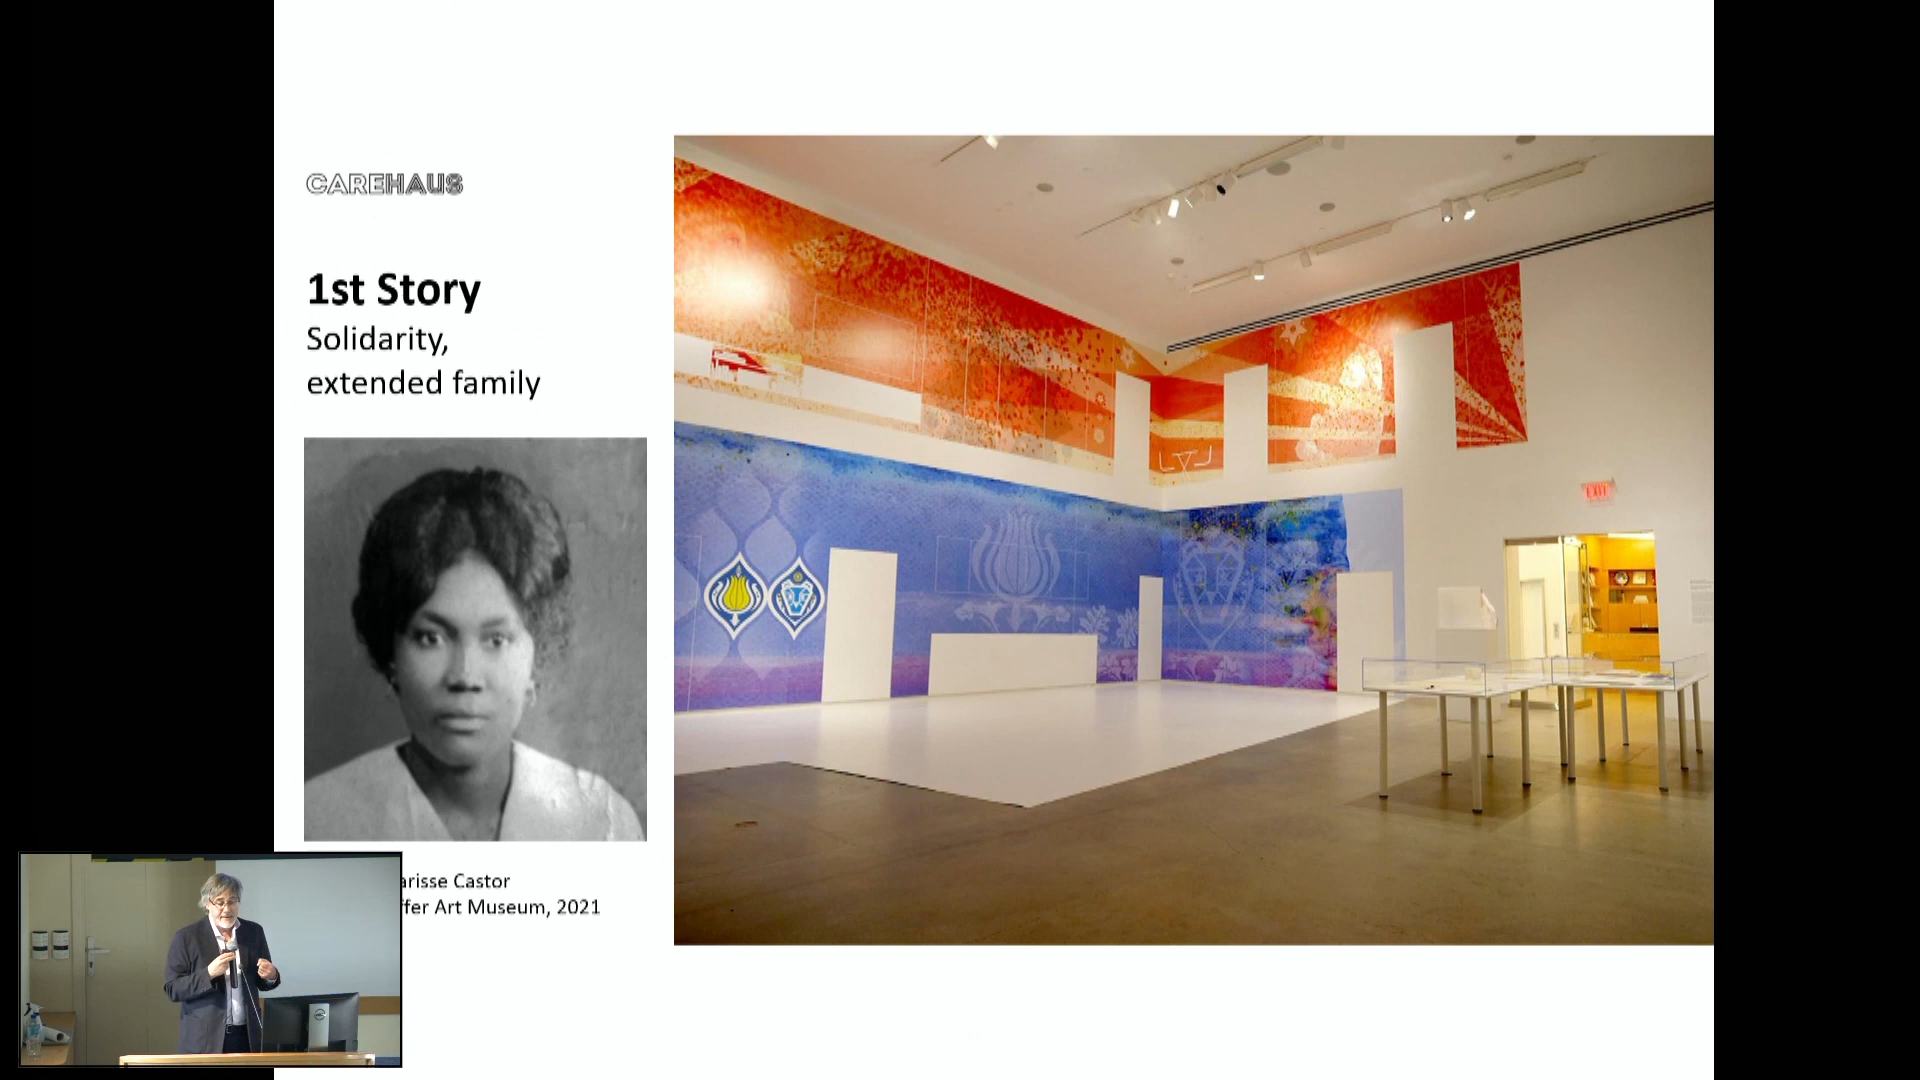 CAREHAUS
1st Story
Solidarity,
extended family
arisse Castor
ffer Art Museum, 2021
EXIT